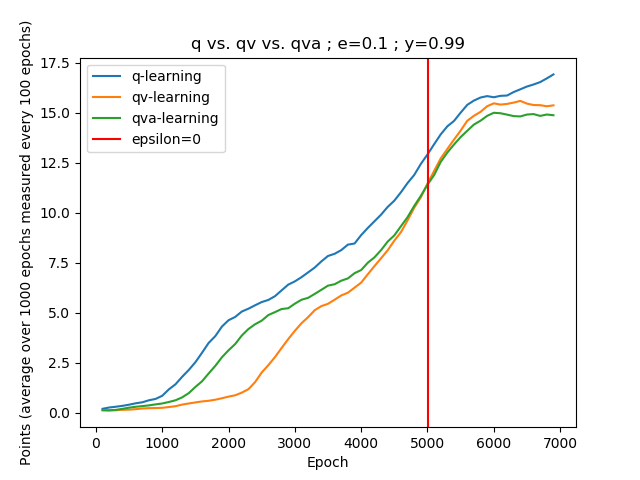 q vs. qv vs. qva ; e=0.1 ; y=0.99
Points (average over 1000 epochs measured every 100 epochs)
17.5
15.0
12.5
10.0
7.5
5.0
2.5
0.0
q-learning
qv-learning
qva-learning
epsilon=0
0 1000 2000 3000 4000 5000 6000 7000
Epoch